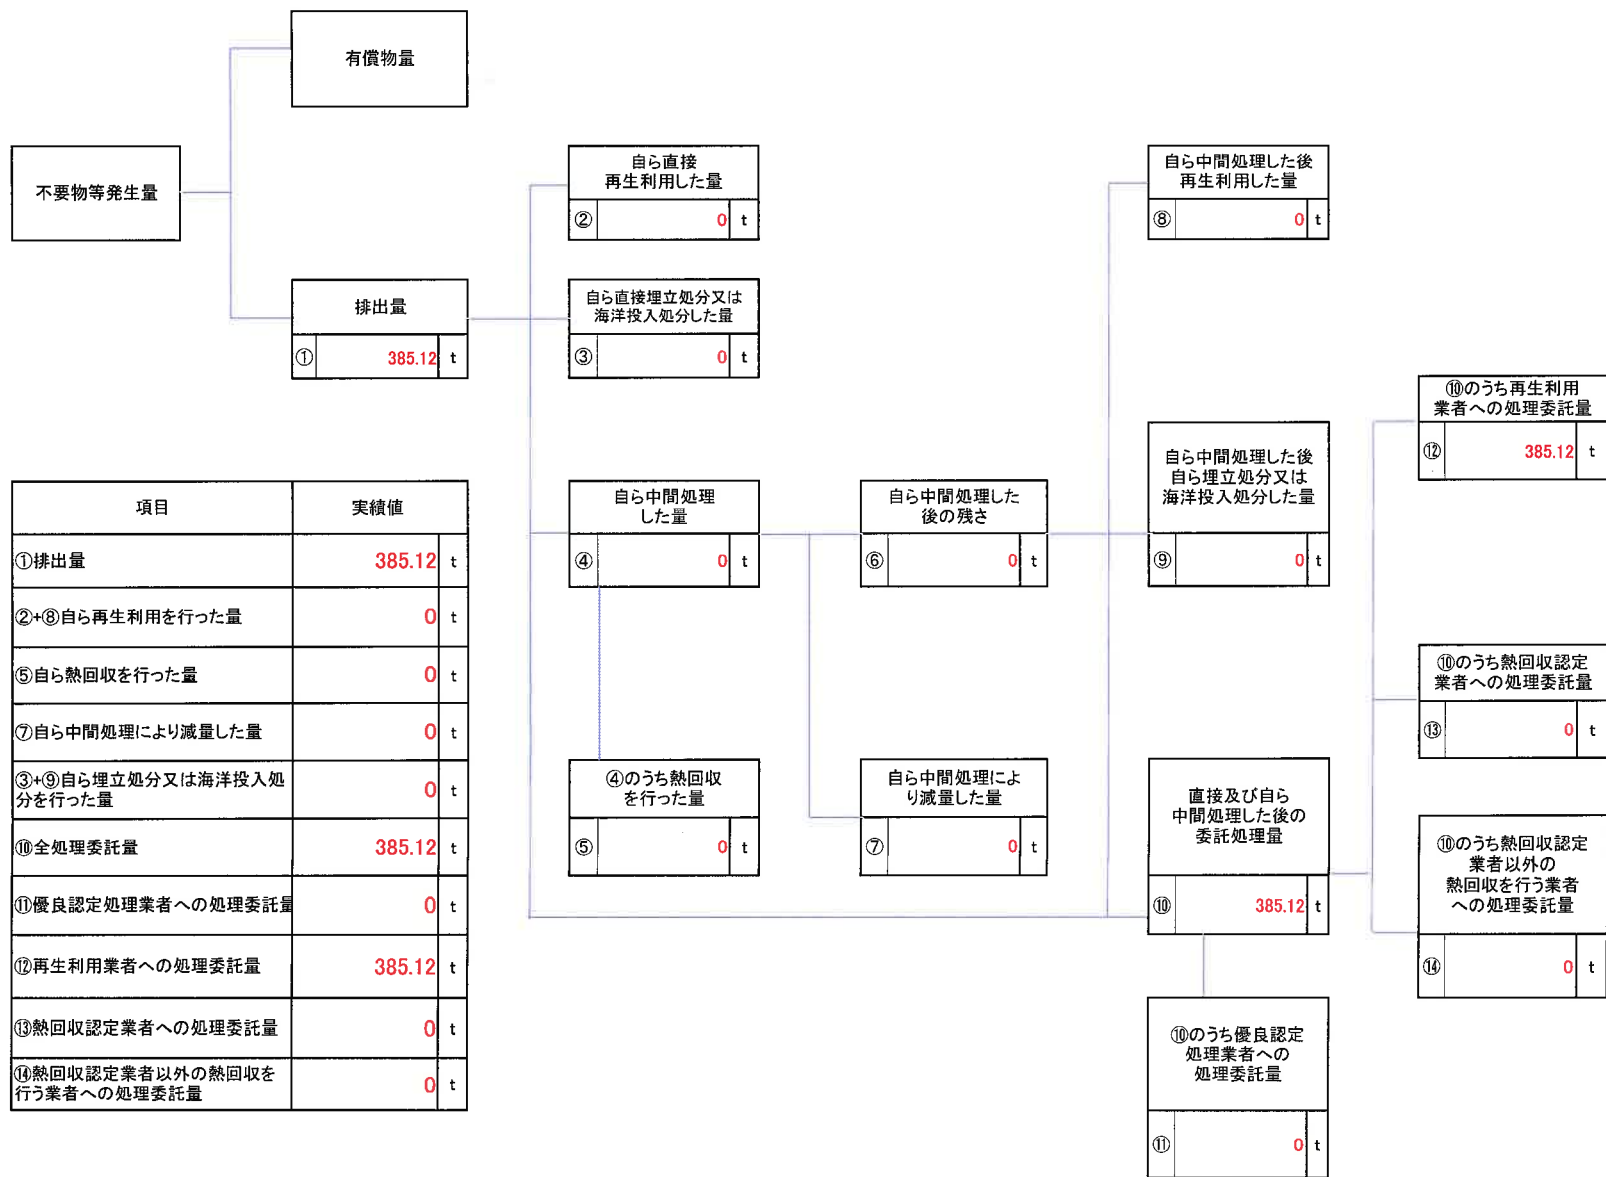 有償物量
不要物等発生量
排出量
① 385.12 t
自ら直接
再生利用した量
② 0 t
自ら直接埋立処分又は
海洋投入処分した量
③ 0 t
自ら中間処理
した量
④ 0 t
④のうち熱回収
を行った量
⑤ 0 t
自ら中間処理した
後の残さ
⑥ 0 t
自ら中間処理によ
り減量した量
⑦ 0 t
自ら中間処理した後
再生利用した量
⑧ 0 t
自ら中間処理した後
自ら埋立処分又は
海洋投入処分した量
⑨ 0 t
直接及び自ら
中間処理した後の
委託処理量
⑩ 385.12 t
⑩のうち優良認定
処理業者への
処理委託量
⑪ 0 t
⑩のうち再生利用
業者への処理委託量
⑫ 385.12 t
⑩のうち熱回収認定
業者への処理委託量
⑬ 0 t
⑩のうち熱回収認定
業者以外の
熱回収を行う業者
への処理委託量
⑭ 0 t
項目 実績値
①排出量 385.12 t
②+⑧自ら再生利用を行った量 0 t
⑤自ら熱回収を行った量 0 t
⑦自ら中間処理により減量した量 0 t
③+⑨自ら埋立処分又は海洋投入処
分を行った量 0 t
⑩全処理委託量 385.12 t
⑪優良認定処理業者への処理委託量 0 t
⑫再生利用業者への処理委託量 385.12 t
⑬熱回収認定業者への処理委託量 0 t
⑭熱回収認定業者以外の熱回収を
行う業者への処理委託量 0 t